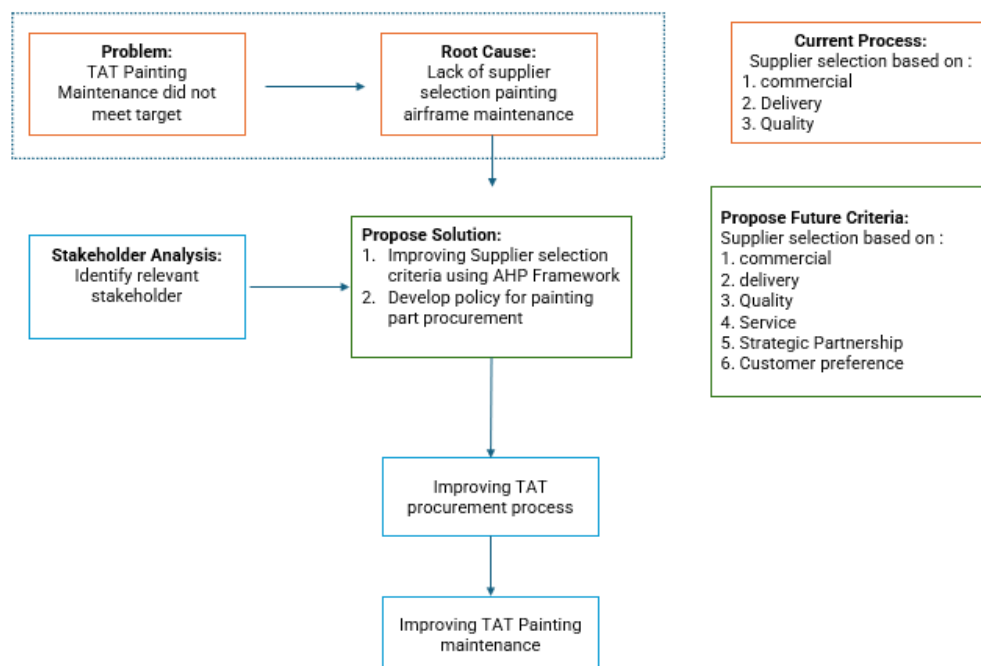 Problem:
TAT Painting
Maintenance did not
meet target
Root Cause:
Lack of supplier
selection painting
airframe maintenance
Current Process:
Supplier selection based on :
1. commercial
2. Delivery
3. Quality
Stakeholder Analysis:
Identify relevant
stakeholder
Propose Solution:
1. Improving Supplier selection
criteria using AHP Framework
2. Develop policy for painting
part procurement
Propose Future Criteria:
Supplier selection based on :
1. commercial
2. delivery
3. Quality
4. Service
5. Strategic Partnership
6. Customer preference
Improving TAT
procurement process
Improving TAT Painting
maintenance